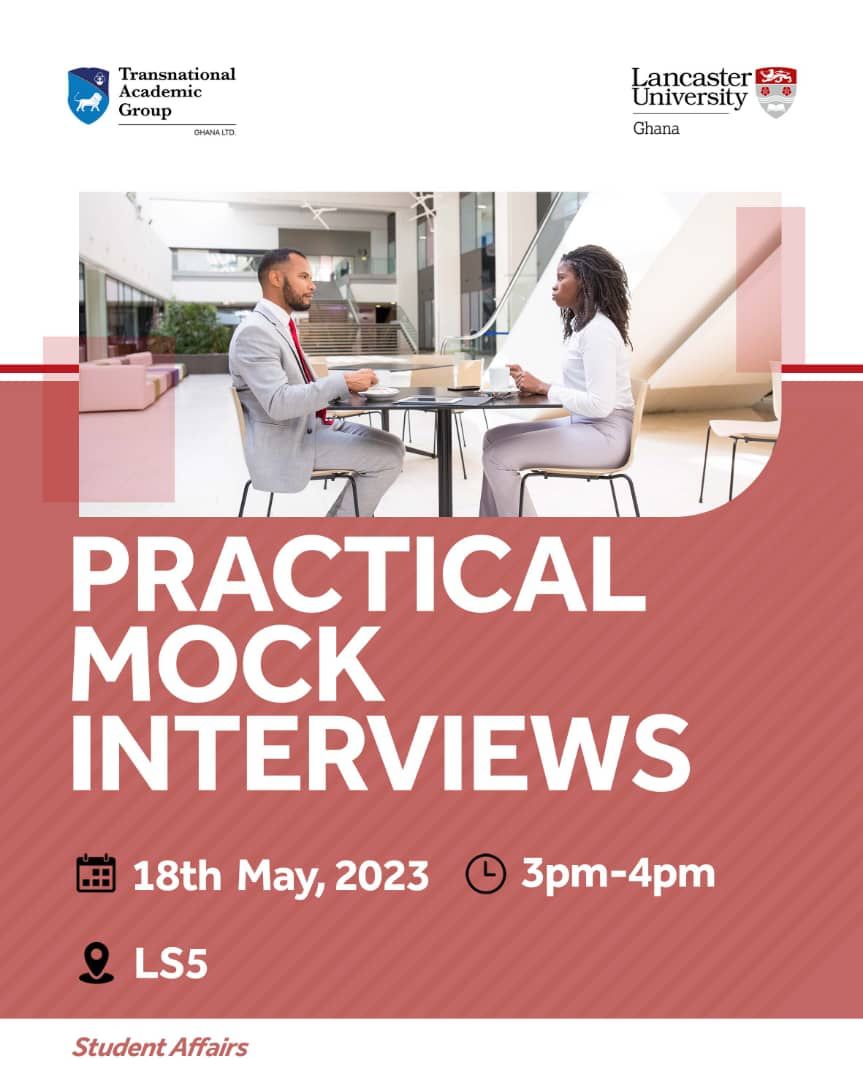 Transnational
Academic
Group
GHANA LTD.
Lancaster
University
Ghana
PRACTICAL
MOCK
INTERVIEWS
18th May, 2023
3pm-4pm
LS5
Student Affairs